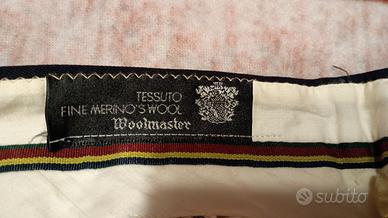 TESSUTO
FINE MERINO'S WOOL
Woolmaster
subito